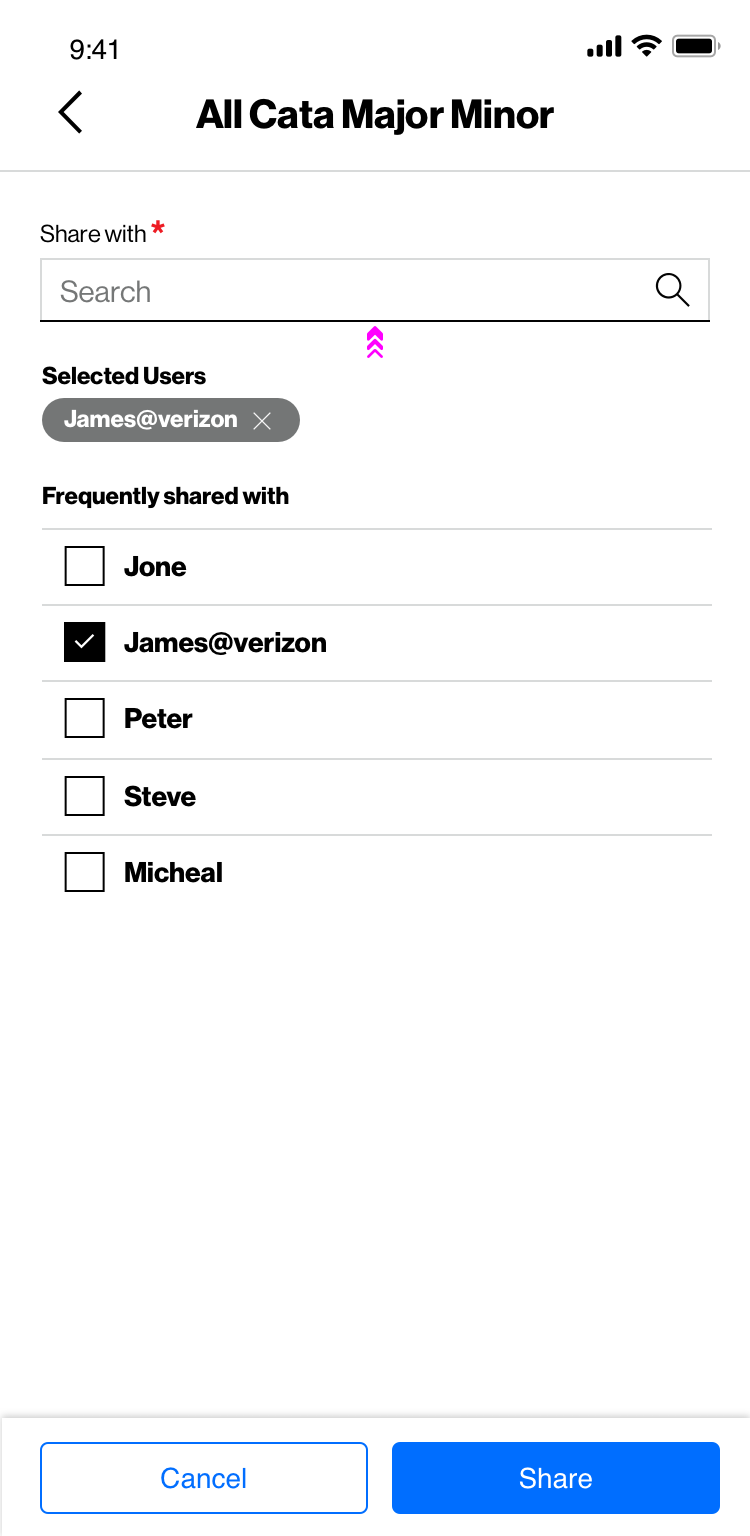 9:41
All Cata Major Minor
Share with *
Search
Selected Users
James@verizon
Frequently shared with
Jone
James@verizon
Peter
Steve
Micheal
Cancel
Share